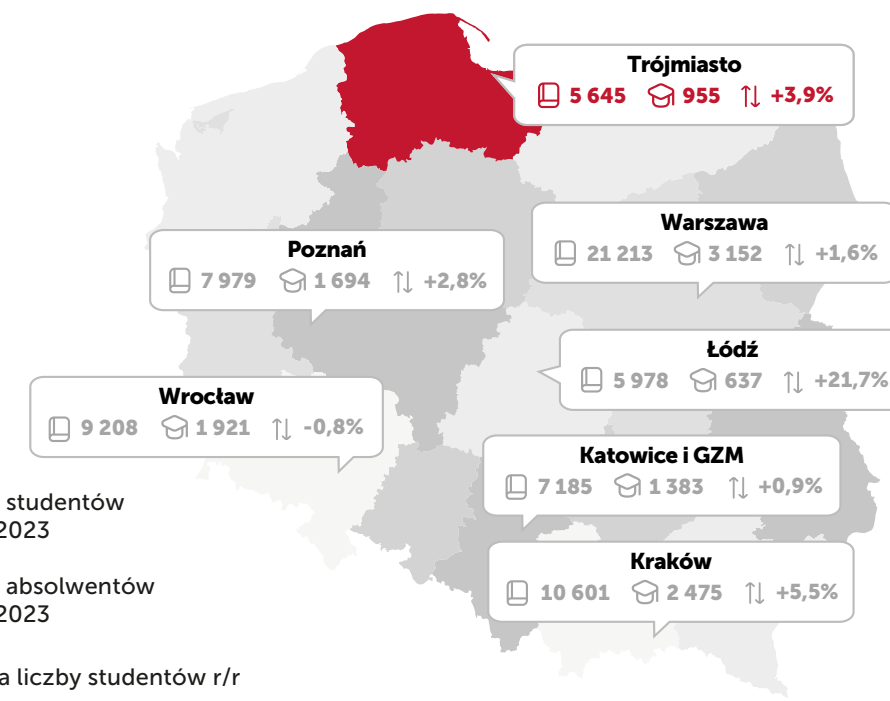 Trójmiasto
5 645 955 +3,9%
Warszawa
21 213 3 152 +1,6%
Poznań
7 979 1 694 +2,8%
Łódź
5 978 637 +21,7%
Wrocław
9 208 1 921 -0,8%
Katowice i GZM
7 185 1 383 +0,9%
Kraków
10 601 2 475 +5,5%
studentów
2023
absolwentów
2023
a liczby studentów r/r